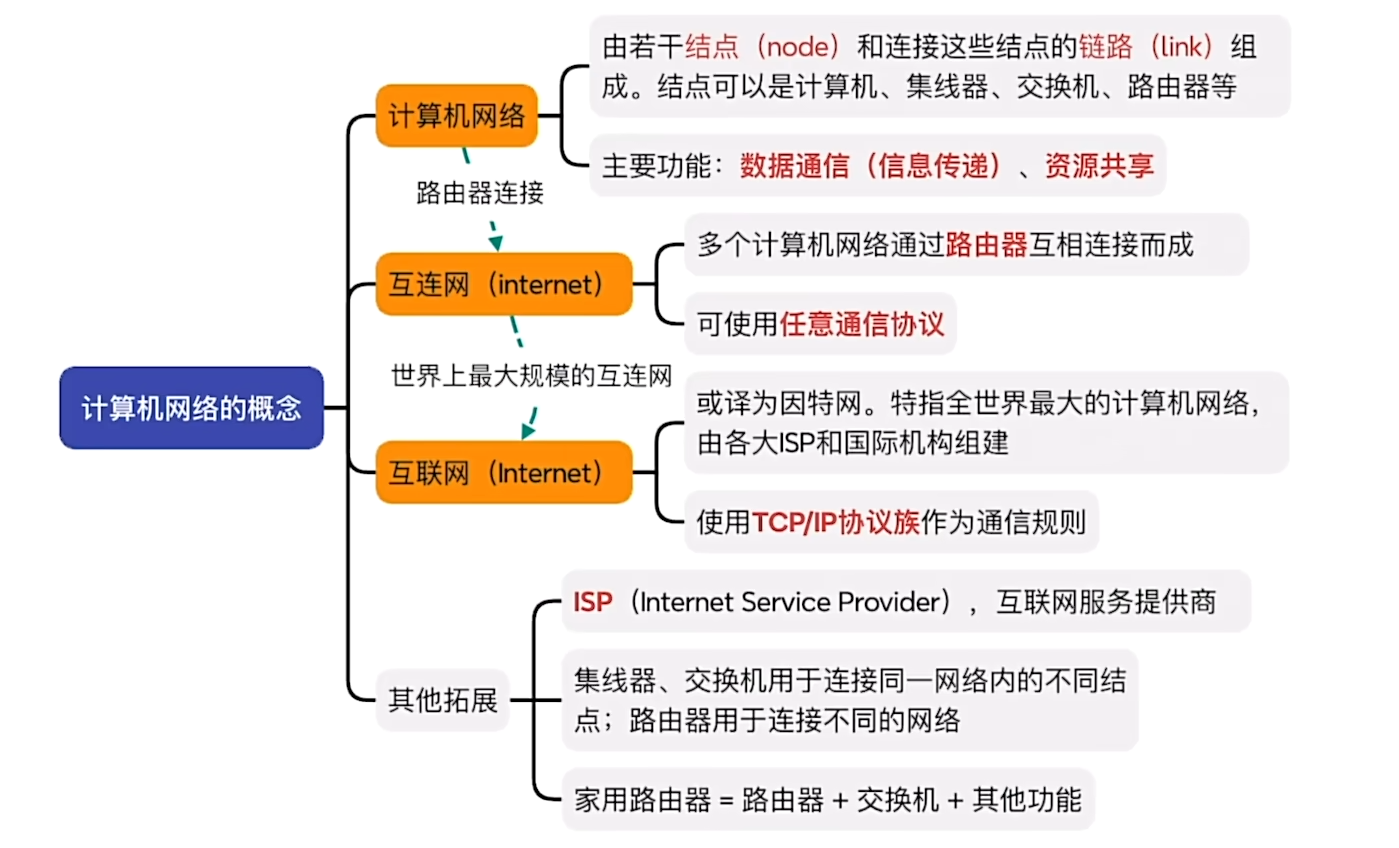 计算机网络的概念
计算机网络
由若干结点（node）和连接这些结点的链路（link）组
成。结点可以是计算机、集线器、交换机、路由器等
主要功能：数据通信（信息传递）、资源共享
路由器连接
互连网（internet）
多个计算机网络通过路由器互相连接而成
可使用任意通信协议
世界上最大规模的互连网
互联网（Internet）
或译为因特网。特指全世界最大的计算机网络，
由各大ISP和国际机构组建
使用TCP/IP协议族作为通信规则
其他拓展
ISP（Internet Service Provider），互联网服务提供商
集线器、交换机用于连接同一网络内的不同结
点；路由器用于连接不同的网络
家用路由器 = 路由器 + 交换机 + 其他功能